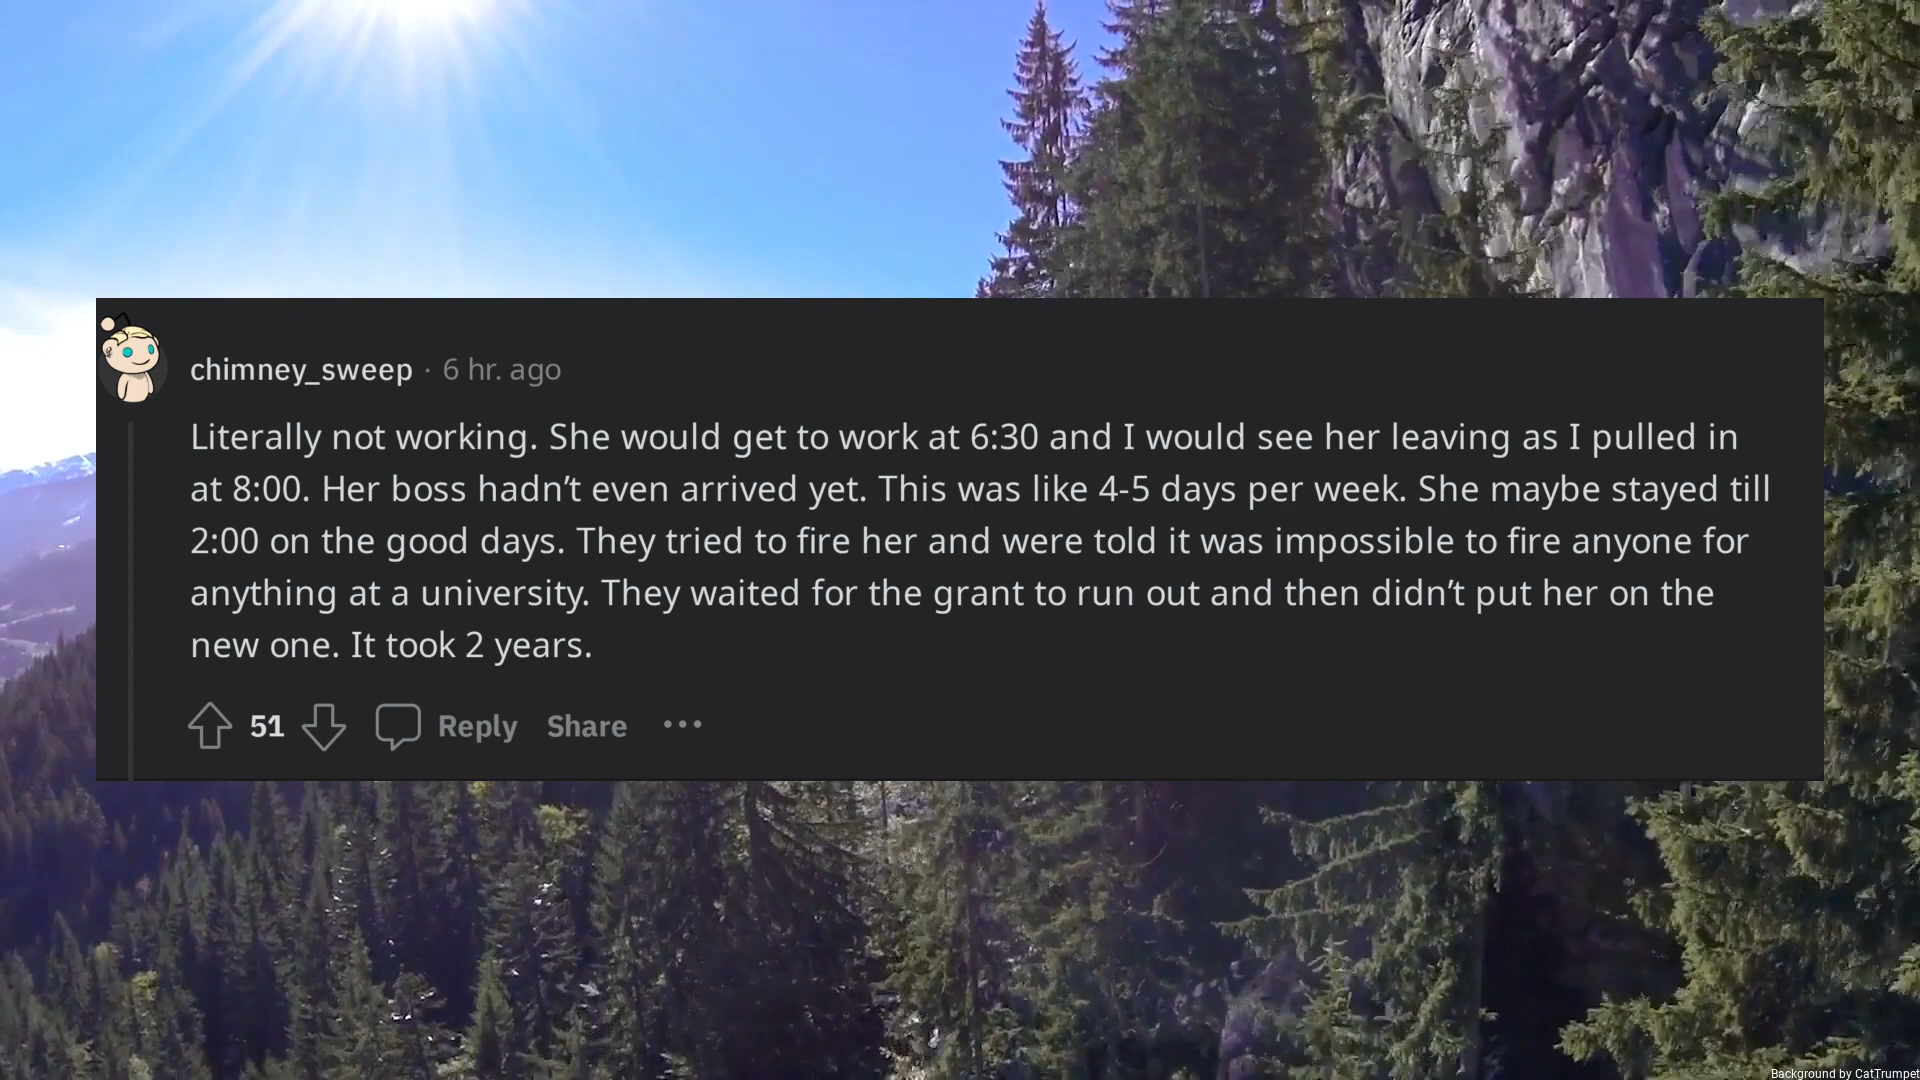 chimney_sweep · 6 hr. ago
Literally not working. She would get to work at 6:30 and I would see her leaving as I pulled in
at 8:00. Her boss hadn’t even arrived yet. This was like 4-5 days per week. She maybe stayed till
2:00 on the good days. They tried to fire her and were told it was impossible to fire anyone for
anything at a university. They waited for the grant to run out and then didn’t put her on the
new one. It took 2 years.
51 Reply Share ···
Background by CatTrumpet